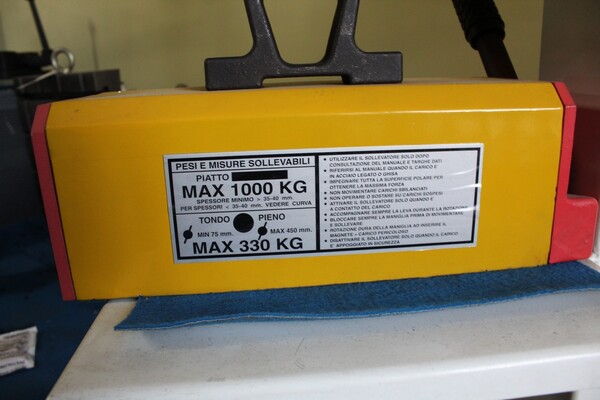 PESI E MISURE SOLLEVABILI
PIATTO
MAX 1000 KG
SPESSORE MINIMO > 35-40 mm.
PER SPESSORI < 35-40 mm. VEDERE CURVA
TONDO PIENO
MIN 75 mm. MAX 450 mm.
MAX 330 KG
• UTILIZZARE IL SOLLEVATORE SOLO DOPO
CONSULTAZIONE DEL MANUALE E TARGHE DATI
• RIFERIRSI AL MANUALE QUANDO IL CARICO E'
IN ACCIAIO LEGATO O GHISA
• IMPEGNARE TUTTA LA SUPERFICIE POLARE PER
OTTENERE LA MASSIMA FORZA
• NON MOVIMENTARE CARICHI SBILANCIATI
• NON OPERARE O SOSTARE SU CARICHI SOSPESI
• ATTIVARE IL SOLLEVATORE SOLO QUANDO E'
A CONTATTO DEL CARICO
• ACCOMPAGNARE SEMPRE LA LEVA DURANTE LA ROTAZIONE
• BLOCCARE SEMPRE LA MANIGLIA PRIMA DI MOVIMENTARE
E SOLLEVARE
• ROTAZIONE DURA DELLA MANIGLIA AD INSERIRE IL
MAGNETE = CARICO PERICOLOSO
• DISATTIVARE IL SOLLEVATORE SOLO QUANDO IL CARICO
E' APPOGGIATO IN SICUREZZA